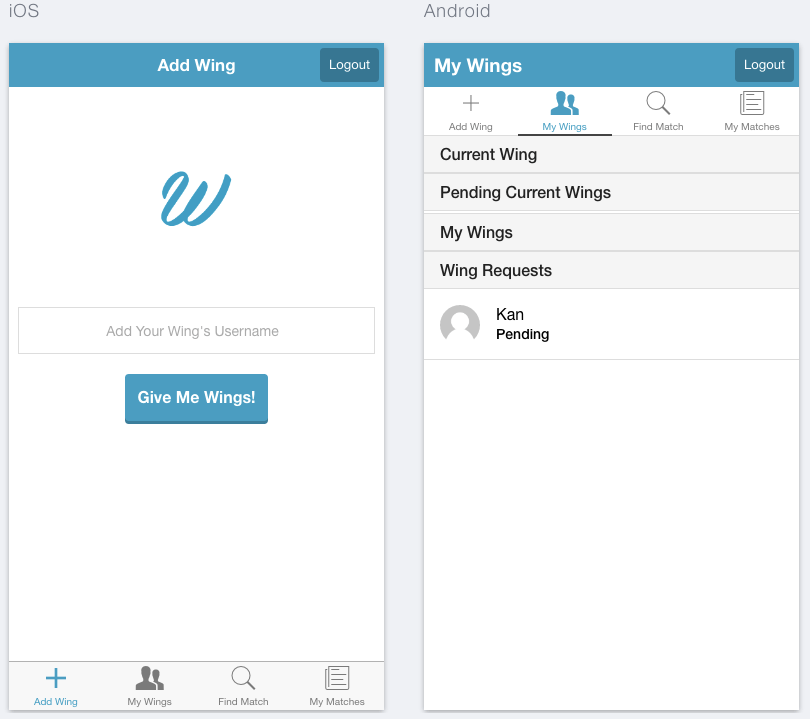 iOS
Add Wing
Logout
W
Add Your Wing's Username
Give Me Wings!
Add Wing
My Wings
Find Match
My Matches
Android
My Wings
Logout
Add Wing
My Wings
Find Match
My Matches
Current Wing
Pending Current Wings
My Wings
Wing Requests
Kan
Pending